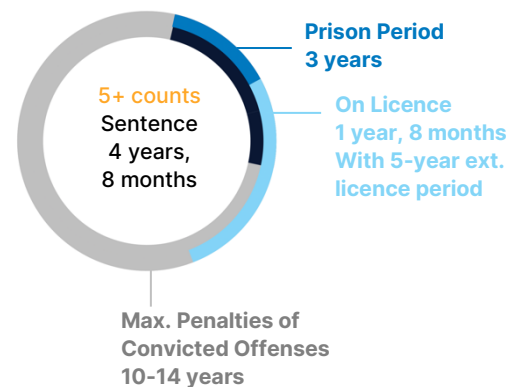 Prison Period
3 years
5+ counts
Sentence
4 years,
8 months
On Licence
1 year, 8 months
With 5-year ext.
licence period
Max. Penalties of
Convicted Offenses
10-14 years